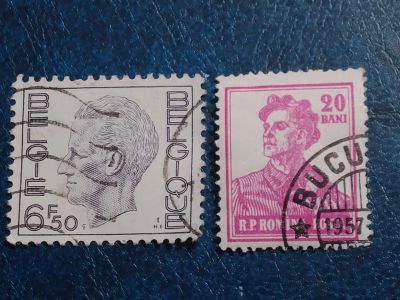 BELGIE
BELGIQUE
6F50
20
BANI
R.P ROM
BUCU
1957